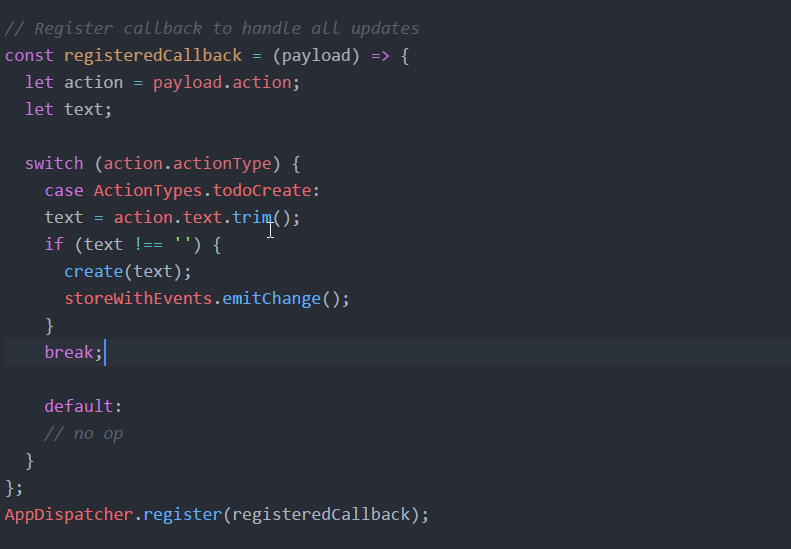 // Register callback to handle all updates
const registeredCallback = (payload) => {
  let action = payload.action;
  let text;

  switch (action.actionType) {
    case ActionTypes.todoCreate:
    text = action.text.trim();
    if (text !== '') {
      create(text);
      storeWithEvents.emitChange();
    }
    break;

    default:
    // no op
  }
};
AppDispatcher.register(registeredCallback);